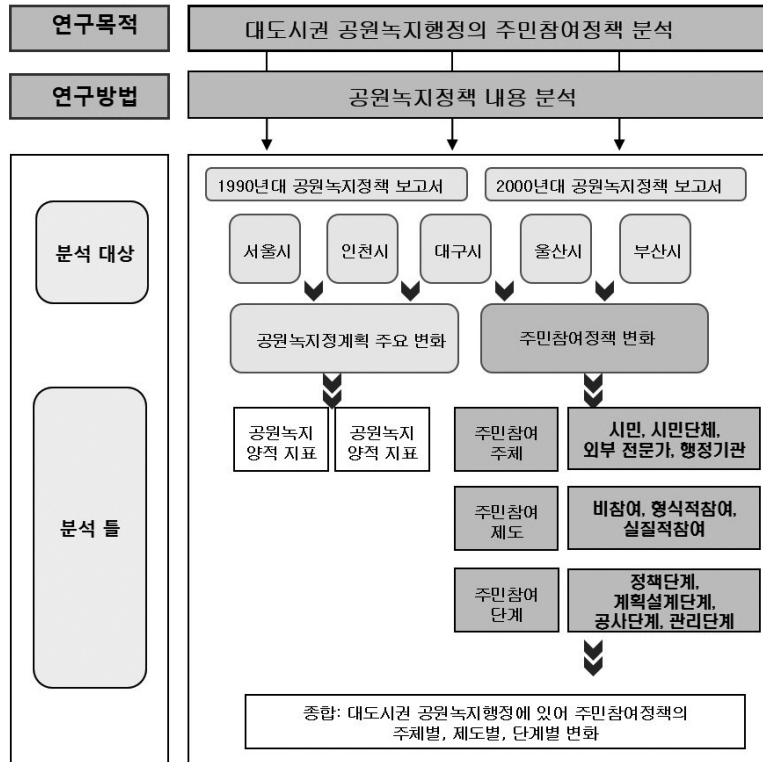 연구목적
대도시권 공원녹지행정의 주민참여정책 분석
연구방법
공원녹지정책 내용 분석
분석 대상
1990년대 공원녹지정책 보고서
2000년대 공원녹지정책 보고서
서울시
인천시
대구시
울산시
부산시
공원녹지정계획 주요 변화
주민참여정책 변화
분석 틀
공원녹지
양적 지표
공원녹지
양적 지표
주민참여
주체
시민, 시민단체,
외부 전문가, 행정기관
주민참여
제도
비참여, 형식적참여,
실질적참여
주민참여
단계
정책단계,
계획설계단계,
공사단계, 관리단계
종합: 대도시권 공원녹지행정에 있어 주민참여정책의
주체별, 제도별, 단계별 변화